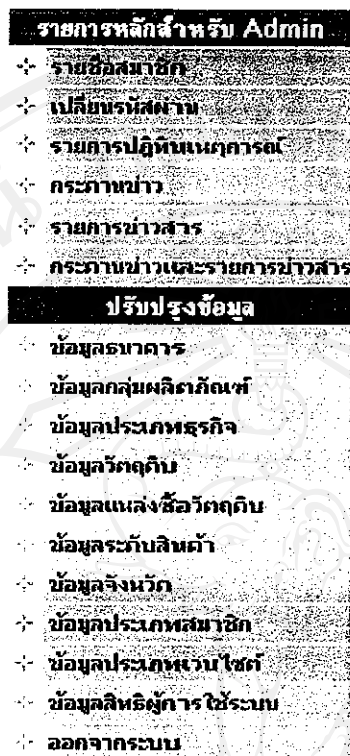 รายการหลักสำหรับ Admin
รายชื่อสมาชิก
เปลี่ยนรหัสผ่าน
รายการปฏิทินเหตุการณ์
กระดานข่าว
รายการข่าวสาร
กระดานข่าวและรายการข่าวสาร
ปรับปรุงข้อมูล
ข้อมูลธนาคาร
ข้อมูลกลุ่มผลิตภัณฑ์
ข้อมูลประเภทธุรกิจ
ข้อมูลวัตถุดิบ
ข้อมูลแหล่งซื้อวัตถุดิบ
ข้อมูลระดับสินค้า
ข้อมูลจังหวัด
ข้อมูลประเภทสมาชิก
ข้อมูลประเภทเวบไซต์
ข้อมูลสิทธิผู้การใช้ระบบ
ออกจากระบบ